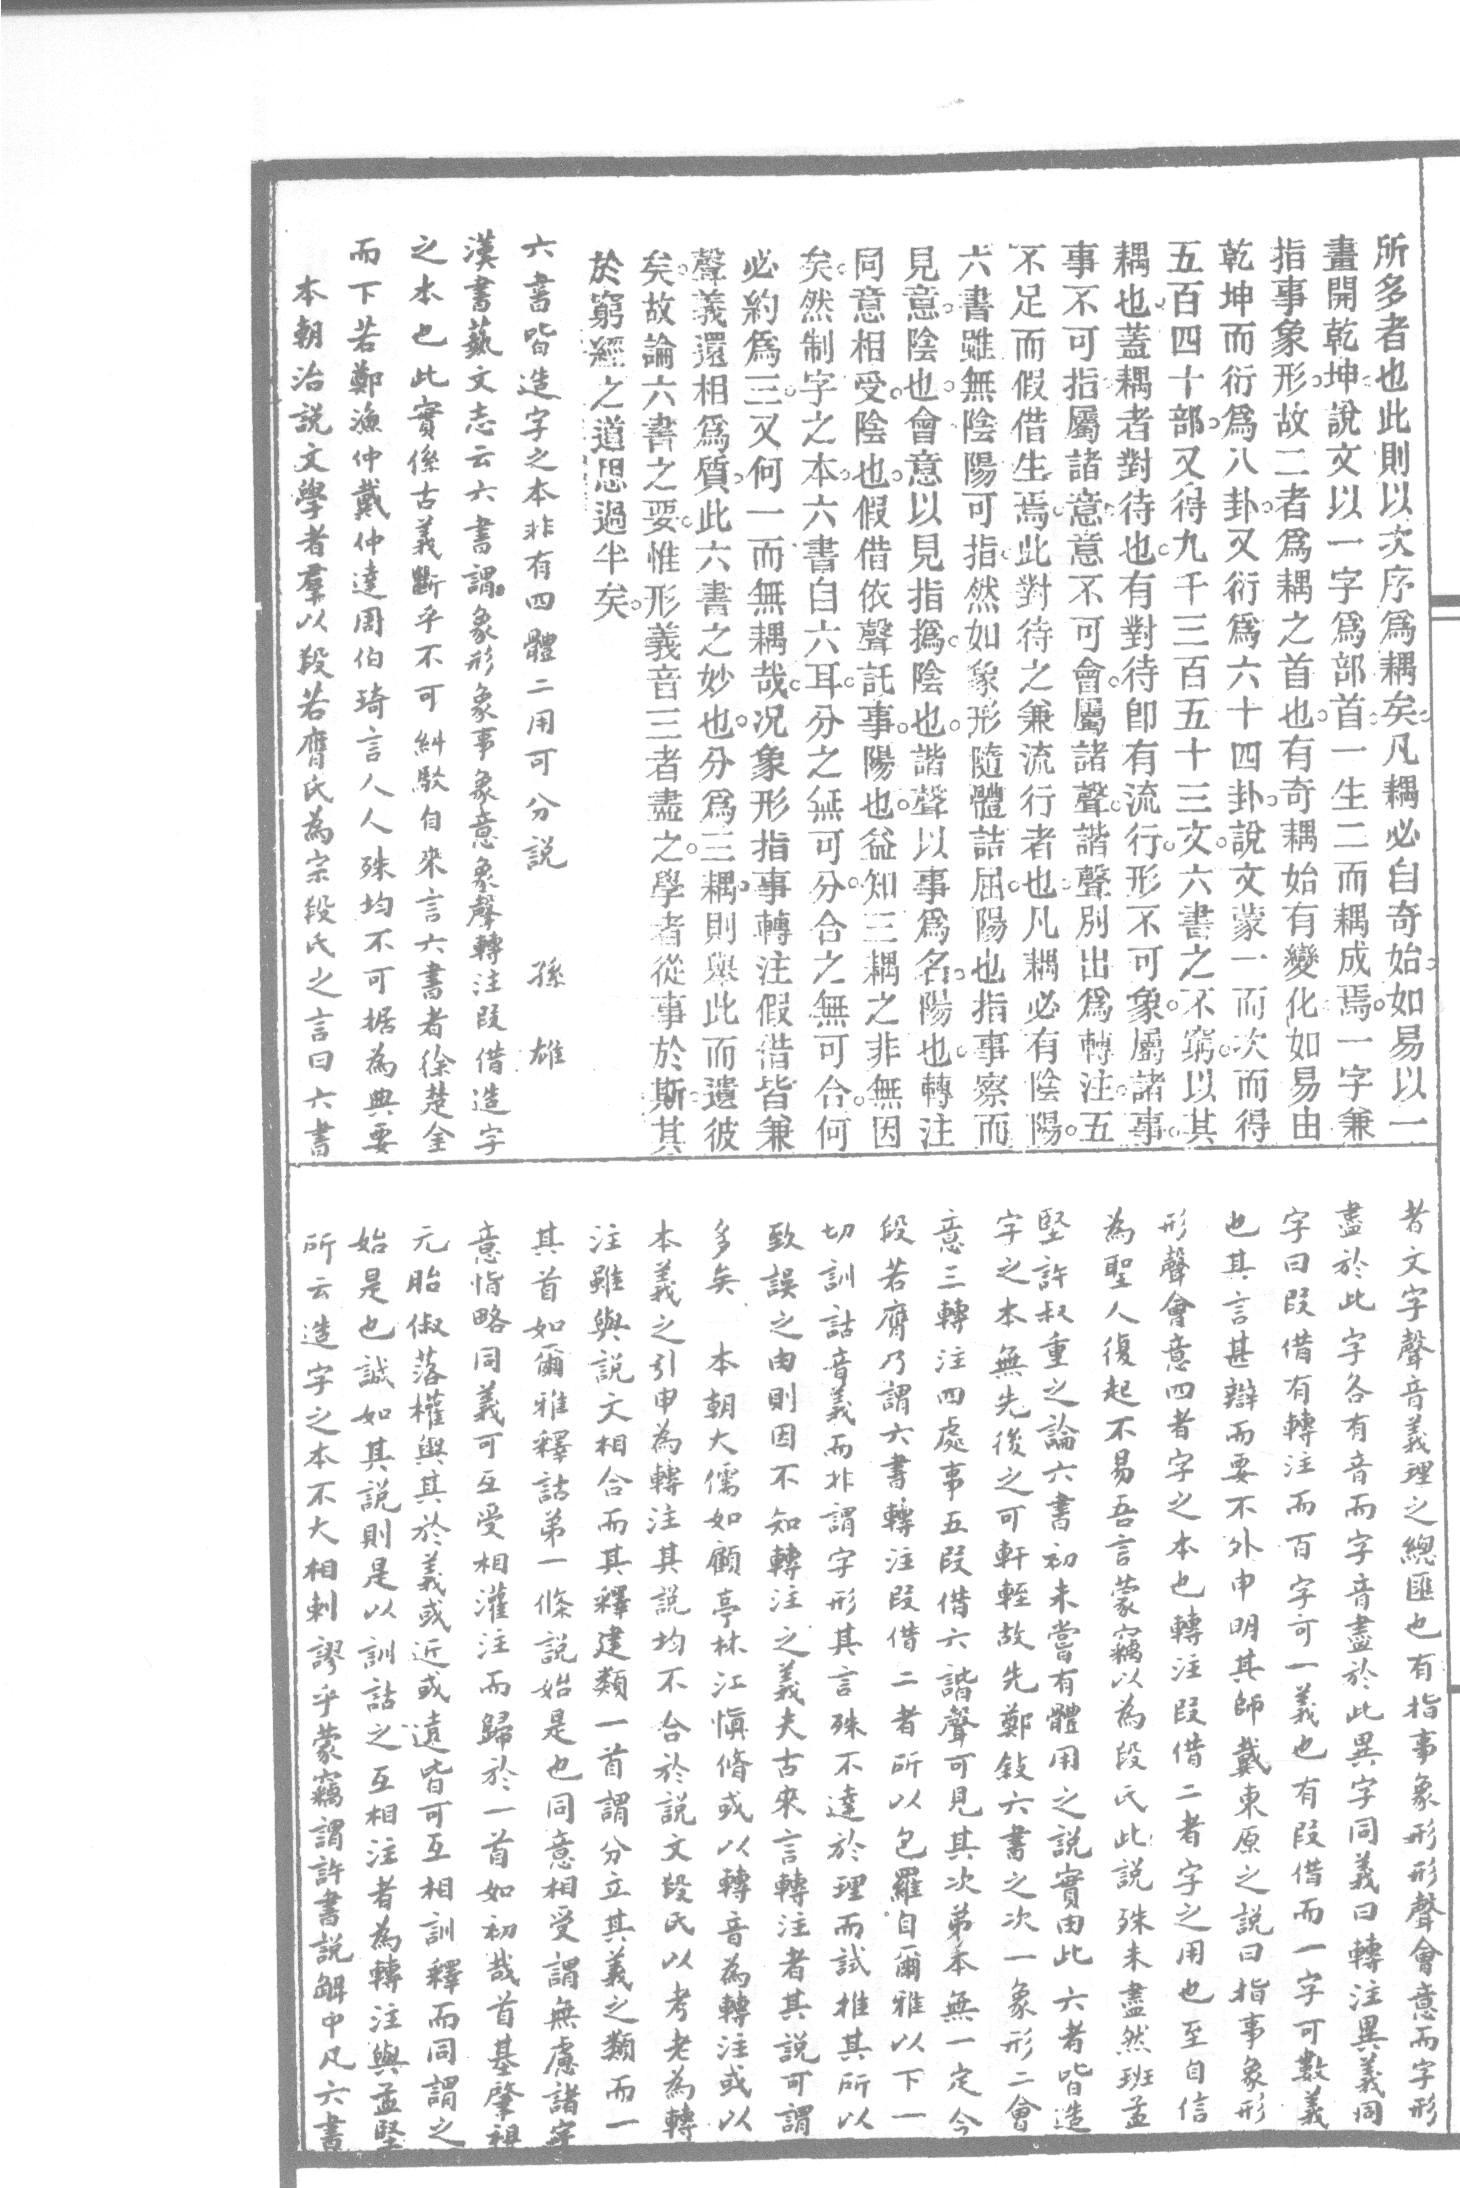 所多者也此則以次序爲耦矣凡耦必自奇始如易以一
畫開乾坤說文以一字爲部首一生二而耦成焉一字兼
指事象形故二者爲耦之首也有奇耦始有變化如易由
乾坤而衍爲八卦又衍爲六十四卦說文蒙一而次而得
五百四十部又得九千三百五十三文六書之不窮以其
耦也蓋耦者對待也有對待卽有流行形不可象屬諸事
事不可指屬諸意意不可會屬諸聲諧聲別出爲轉注五
不足而假借生焉此對待之兼流行者也凡耦必有陰陽
六書雖無陰陽可指然如象形隨體詰屈陽也指事察而
見意陰也會意以見指撝陰也諧聲以事爲名陽也轉注
同意相受陰也假借依聲託事陽也益知三耦之非無因
矣然制字之本六書自六耳分之無可分合之無可合何
必約爲三又何一而無耦哉况象形指事轉注假借皆兼
聲義還相爲質此六書之妙也分爲三耦則舉此而遺彼
矣故論六書之要惟形義音三者盡之學者從事於斯其
於窮經之道思過半矣
六書皆造字之本非有四體二用可分説　孫雄
漢書藝文志云六書謂象形象事象意象聲轉注叚借造字
之本也此實係古義斷乎不可糾駁自來言六書者徐楚金
而下若鄭漁仲戴仲達周伯琦言人人殊均不可据為典要
本朝治説文學者羣以段若膺氏為宗段氏之言曰六書
者文字聲音義理之總匯也有指事象形形聲會意而字形
盡於此字各有音而字音盡於此異字同義曰轉注異義同
字曰叚借有轉注而百字可一義也有叚借而一字可數義
也其言甚辯而要不外申明其師戴東原之説曰指事象形
形聲會意四者字之本也轉注叚借二者字之用也至自信
為聖人復起不易吾言蒙竊以為段氏此説殊未盡然班孟
堅許叔重之論六書初未嘗有體用之説實由此六者皆造
字之本無先後之可軒輊故先鄭敍六書之次一象形二會
意三轉注四處事五叚借六諧聲可見其次弟本無一定今
段若膺乃謂六書轉注叚借二者所以包羅自爾雅以下一
切訓詁音義而非謂字形其言殊不達於理而試推其所以
致誤之由則因不知轉注之義夫古來言轉注者其説可謂
多矣　本朝大儒如顧亭林江愼脩或以轉音為轉注或以
本義之引申為轉注其説均不合於説文段氏以考老為轉
注雖與説文相合而其釋建類一首謂分立其義之類而一
其首如爾雅釋詁弟一條説始是也同意相受謂無慮諸字
意恉略同義可互受相灌注而歸於一首如初哉首基肇祖
元胎俶落權輿其於義或近或遠皆可互相訓釋而同謂之
始是也誠如其説則是以訓詁之互相注者為轉注與孟堅
所云造字之本不大相剌謬乎蒙竊謂許書説解中凡六書